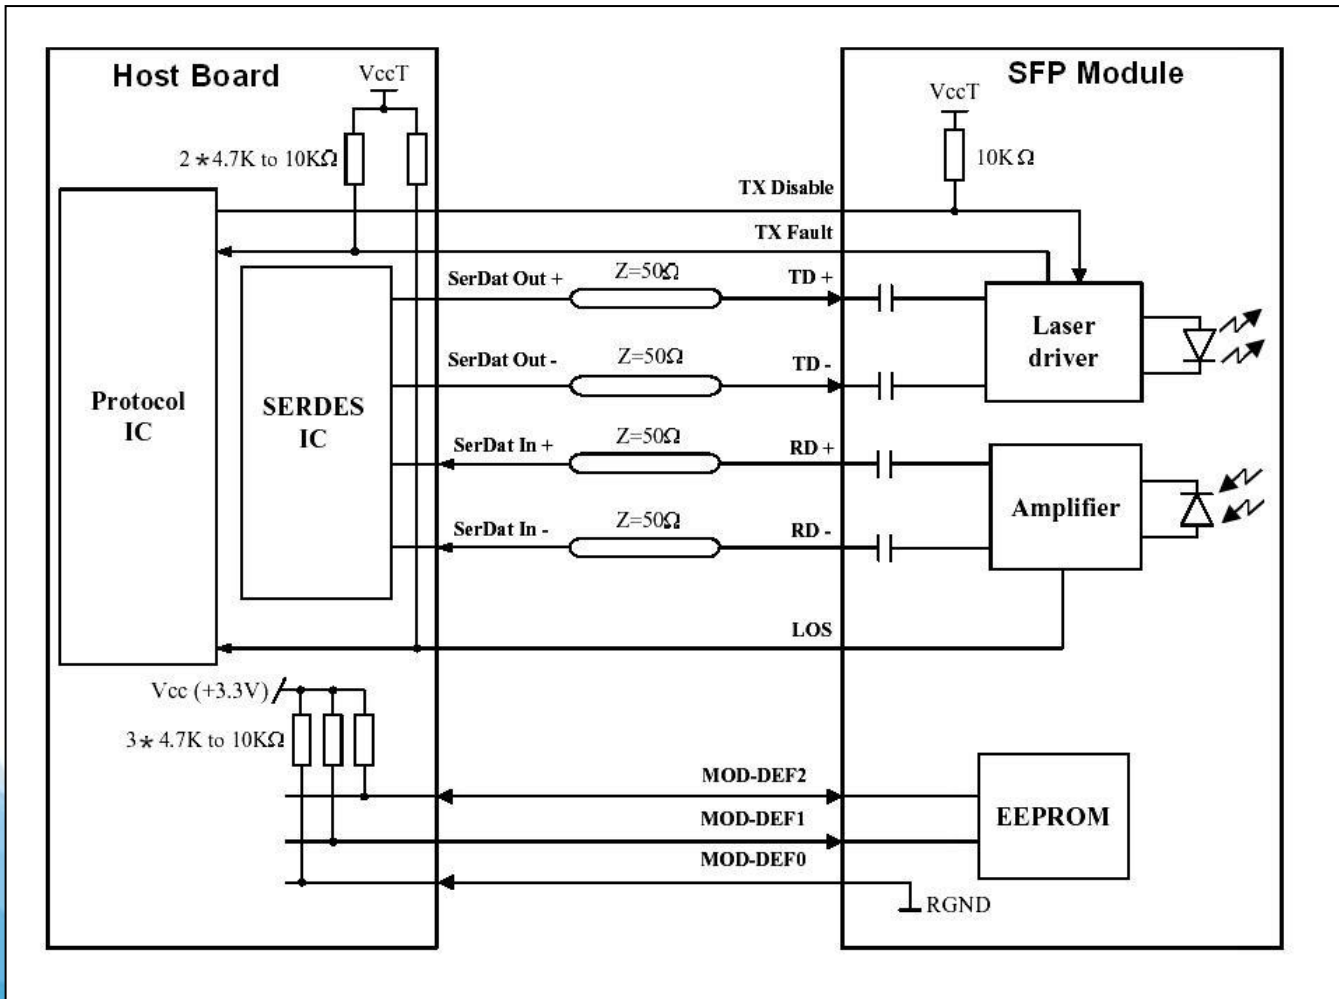 Host Board
SFP Module
VccT
VccT
2*4.7K to 10KΩ
10KΩ
TX Disable
TX Fault
SerDat Out +
Z=50Ω
TD +
SerDat Out -
Z=50Ω
TD -
Laser
driver
Protocol
IC
SERDES
IC
SerDat In +
Z=50Ω
RD +
Amplifier
SerDat In -
Z=50Ω
RD -
LOS
Vcc (+3.3V)
3*4.7K to 10KΩ
MOD-DEF2
MOD-DEF1
MOD-DEF0
EEPROM
RGND